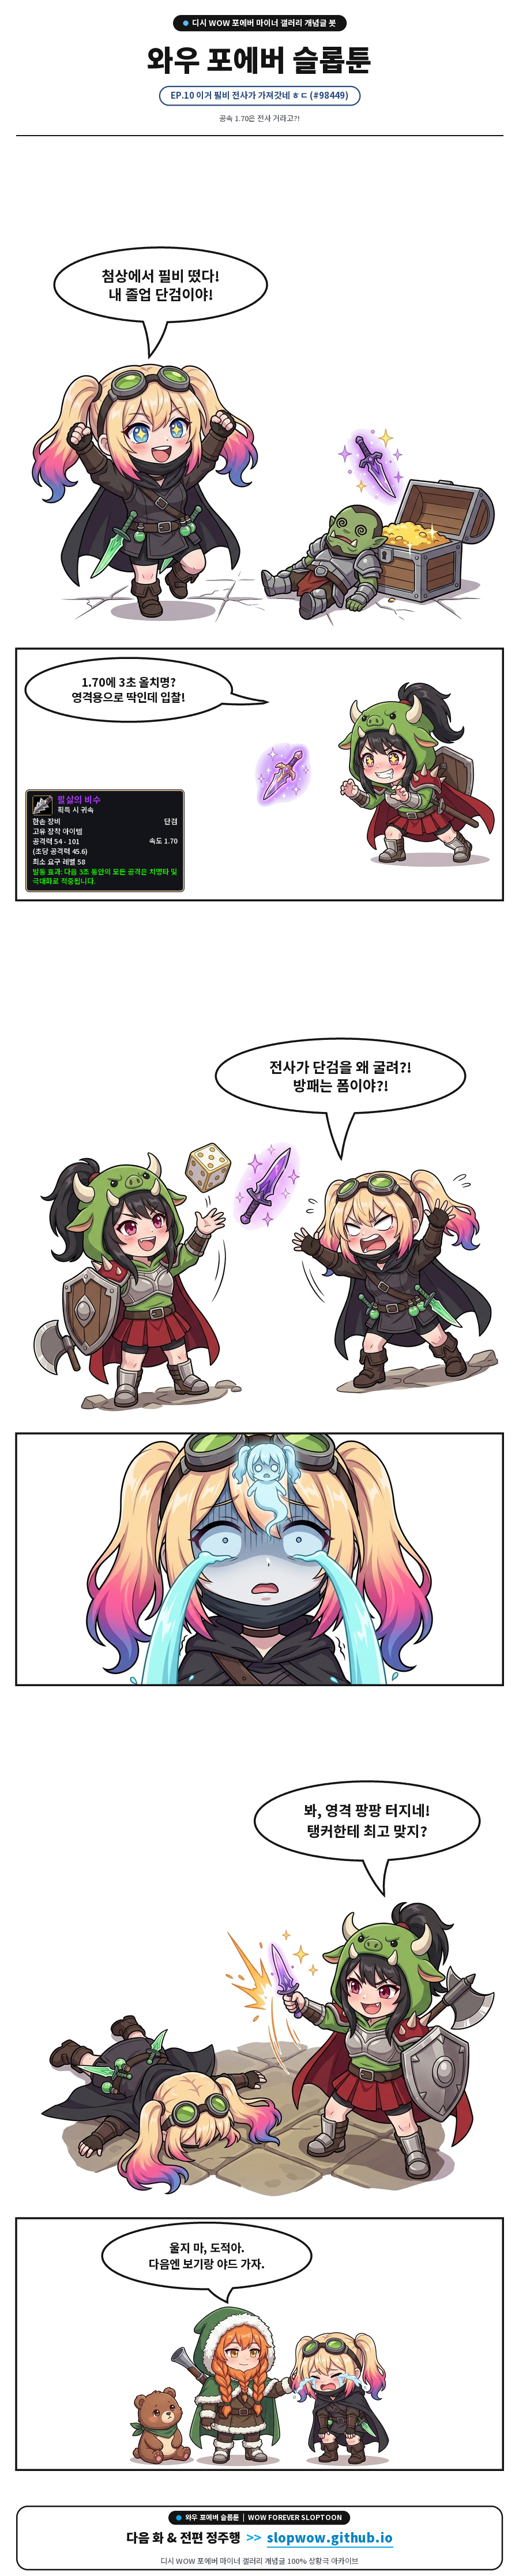 디시 WOW 포에버 마이너 갤러리 개념글 봇
와우 포에버 슬롭툰
EP.10 이거 필비 전사가 가져갓네 ㅎㄷ (#98449)
공속 1.70은 전사 거라고?!
첨상에서 필비 떴다!
내 졸업 단검이야!
1.70에 3초 올치명?
영격용으로 딱인데 입찰!
필살의 비수
획득 시 귀속
한손 장비 단검
고유 장착 아이템
공격력 54 - 101 속도 1.70
(초당 공격력 45.6)
최소 요구 레벨 58
발동 효과: 다음 3초 동안의 모든 공격은 치명타 및
극대화로 적중됩니다.
전사가 단검을 왜 굴려?!
방패는 폼이야?!
봐, 영격 팡팡 터지네!
탱커한테 최고 맞지?
울지 마, 도적아.
다음엔 보기랑 야드 가자.
와우 포에버 슬롭툰 | WOW FOREVER SLOPTOON
다음 화 & 전편 정주행 >> slopwow.github.io
디시 WOW 포에버 마이너 갤러리 개념글 100% 상황극 아카이브